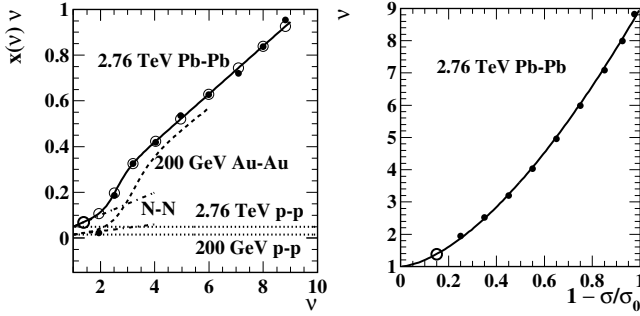 x(ν) ν
1
0.8
0.6
0.4
0.2
0
2.76 TeV Pb-Pb
200 GeV Au-Au
N-N
2.76 TeV p-p
200 GeV p-p
2 4 6 8 10
ν
ν
9
8
7
6
5
4
3
2
1
2.76 TeV Pb-Pb
0 0.2 0.4 0.6 0.8 1
1 − σ/σ0